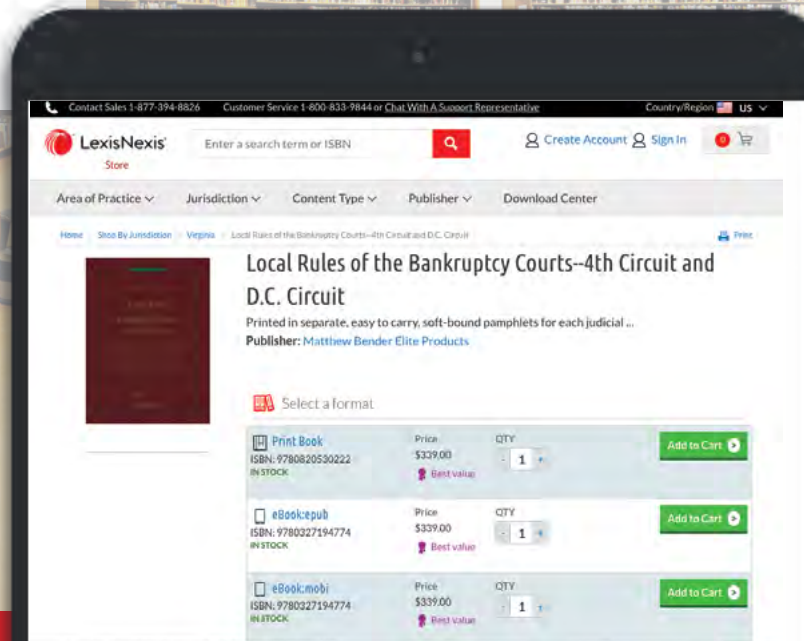 Contact Sales 1-877-394-8826 Customer Service 1-800-833-9844 or Chat With A Support Representative Country/Region US
LexisNexis Store
Enter a search term or ISBN
Create Account Sign In 0
Area of Practice Jurisdiction Content Type Publisher Download Center
Home Shop By Jurisdiction Virginia Local Rules of the Bankruptcy Courts--4th Circuit and D.C. Circuit Print
Local Rules of the Bankruptcy Courts--4th Circuit and
D.C. Circuit
Printed in separate, easy to carry, soft-bound pamphlets for each judicial ...
Publisher: Matthew Bender Elite Products
Select a format
Print Book Price QTY
ISBN: 9780820530222 $339.00 - 1 + Add to Cart
IN STOCK Best value
eBook:epub Price QTY
ISBN: 9780327194774 $339.00 - 1 + Add to Cart
IN STOCK Best value
eBook:mobi Price QTY
ISBN: 9780327194774 $339.00 - 1 + Add to Cart
IN STOCK Best value